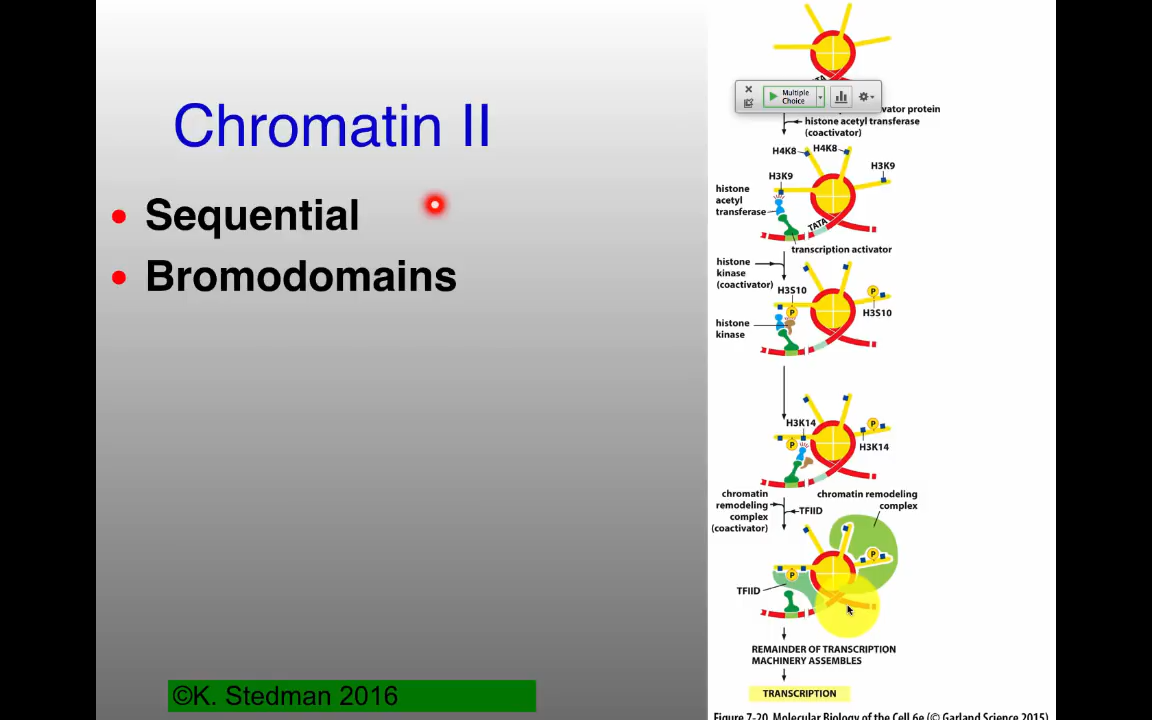 Chromatin II
Sequential
Bromodomains
©K. Stedman 2016
Multiple
Choice
vator protein
histone acetyl transferase
(coactivator)
H4K8
H4K8
H3K9
H3K9
histone
acetyl
transferase
TATA
transcription activator
histone
kinase
(coactivator)
H3S10
P
P
H3S10
histone
kinase
H3K14
P
P
H3K14
chromatin
remodeling
complex
(coactivator)
TFIID
chromatin remodeling
complex
P
P
TFIID
REMAINDER OF TRANSCRIPTION
MACHINERY ASSEMBLES
TRANSCRIPTION
Figure 7-20 Molecular Biology of the Cell 6e (© Garland Science 2015)